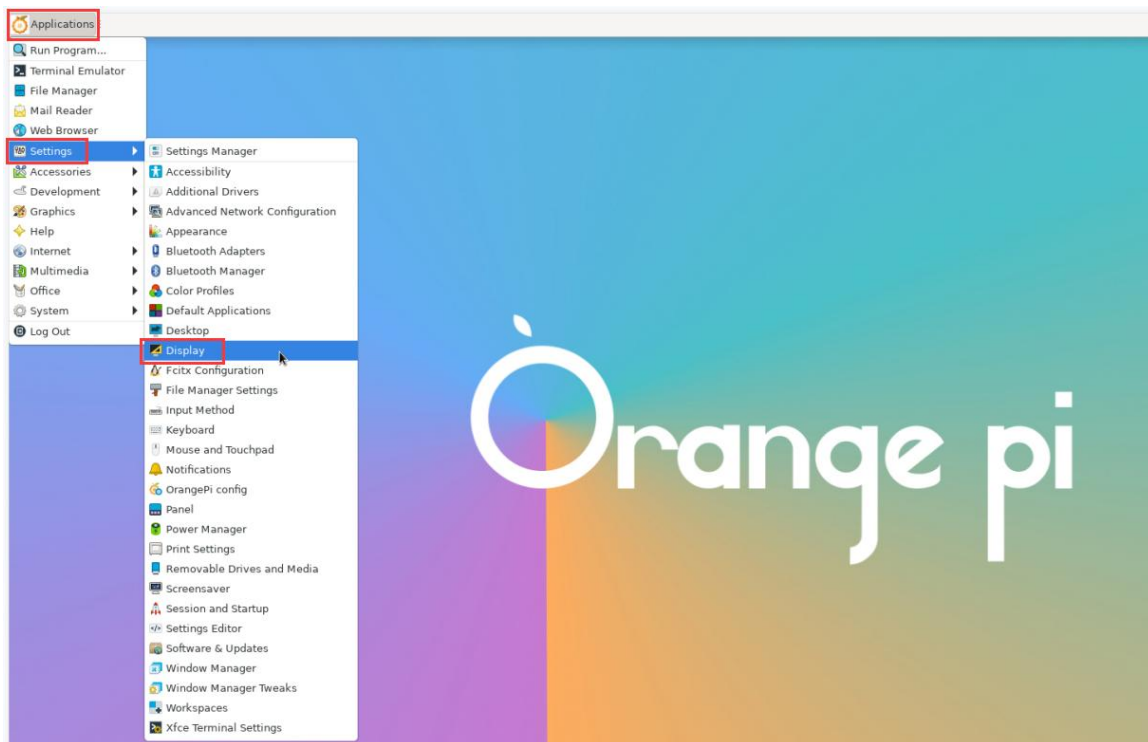 Applications
Run Program...
Terminal Emulator
File Manager
Mail Reader
Web Browser
Settings
Accessories
Development
Graphics
Help
Internet
Multimedia
Office
System
Log Out
Settings Manager
Accessibility
Additional Drivers
Advanced Network Configuration
Appearance
Bluetooth Adapters
Bluetooth Manager
Color Profiles
Default Applications
Desktop
Display
Fcitx Configuration
File Manager Settings
Input Method
Keyboard
Mouse and Touchpad
Notifications
OrangePi config
Panel
Power Manager
Print Settings
Removable Drives and Media
Screensaver
Session and Startup
Settings Editor
Software & Updates
Window Manager
Window Manager Tweaks
Workspaces
Xfce Terminal Settings
Orange pi